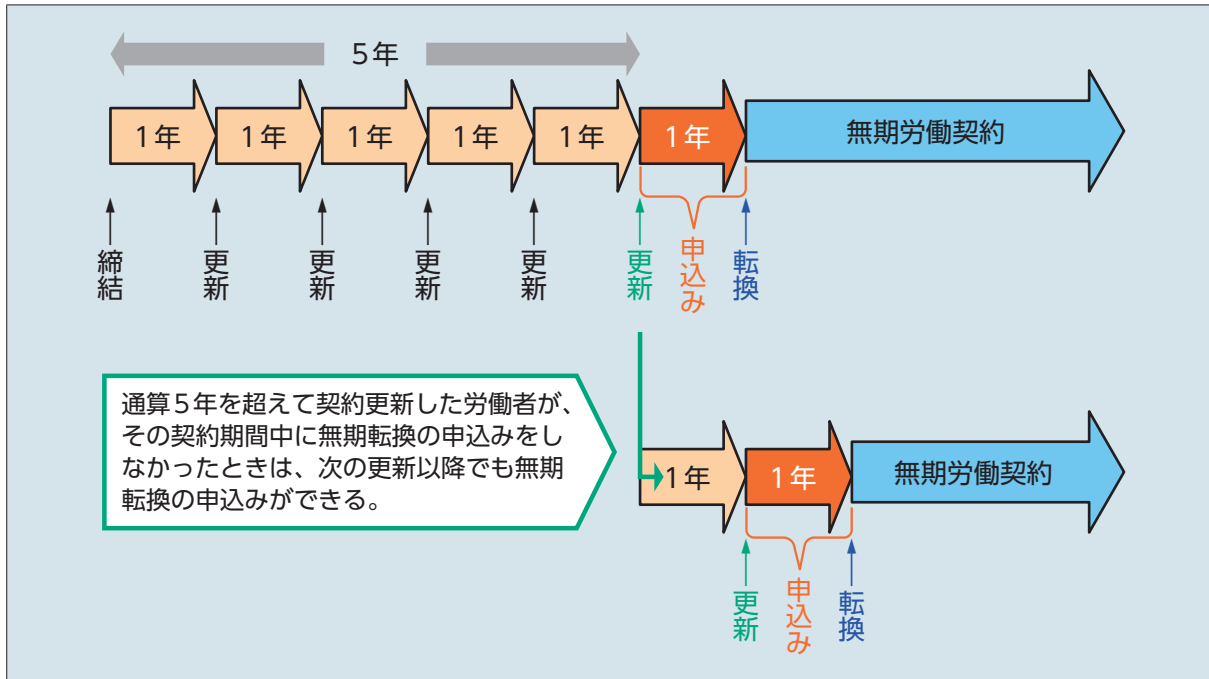 5年
1年
1年
1年
1年
1年
1年
無期労働契約
締結
更新
更新
更新
更新
更新
申込み
転換
通算5年を超えて契約更新した労働者が、
その契約期間中に無期転換の申込みをし
なかったときは、次の更新以降でも無期
転換の申込みができる。
1年
1年
無期労働契約
更新
申込み
転換